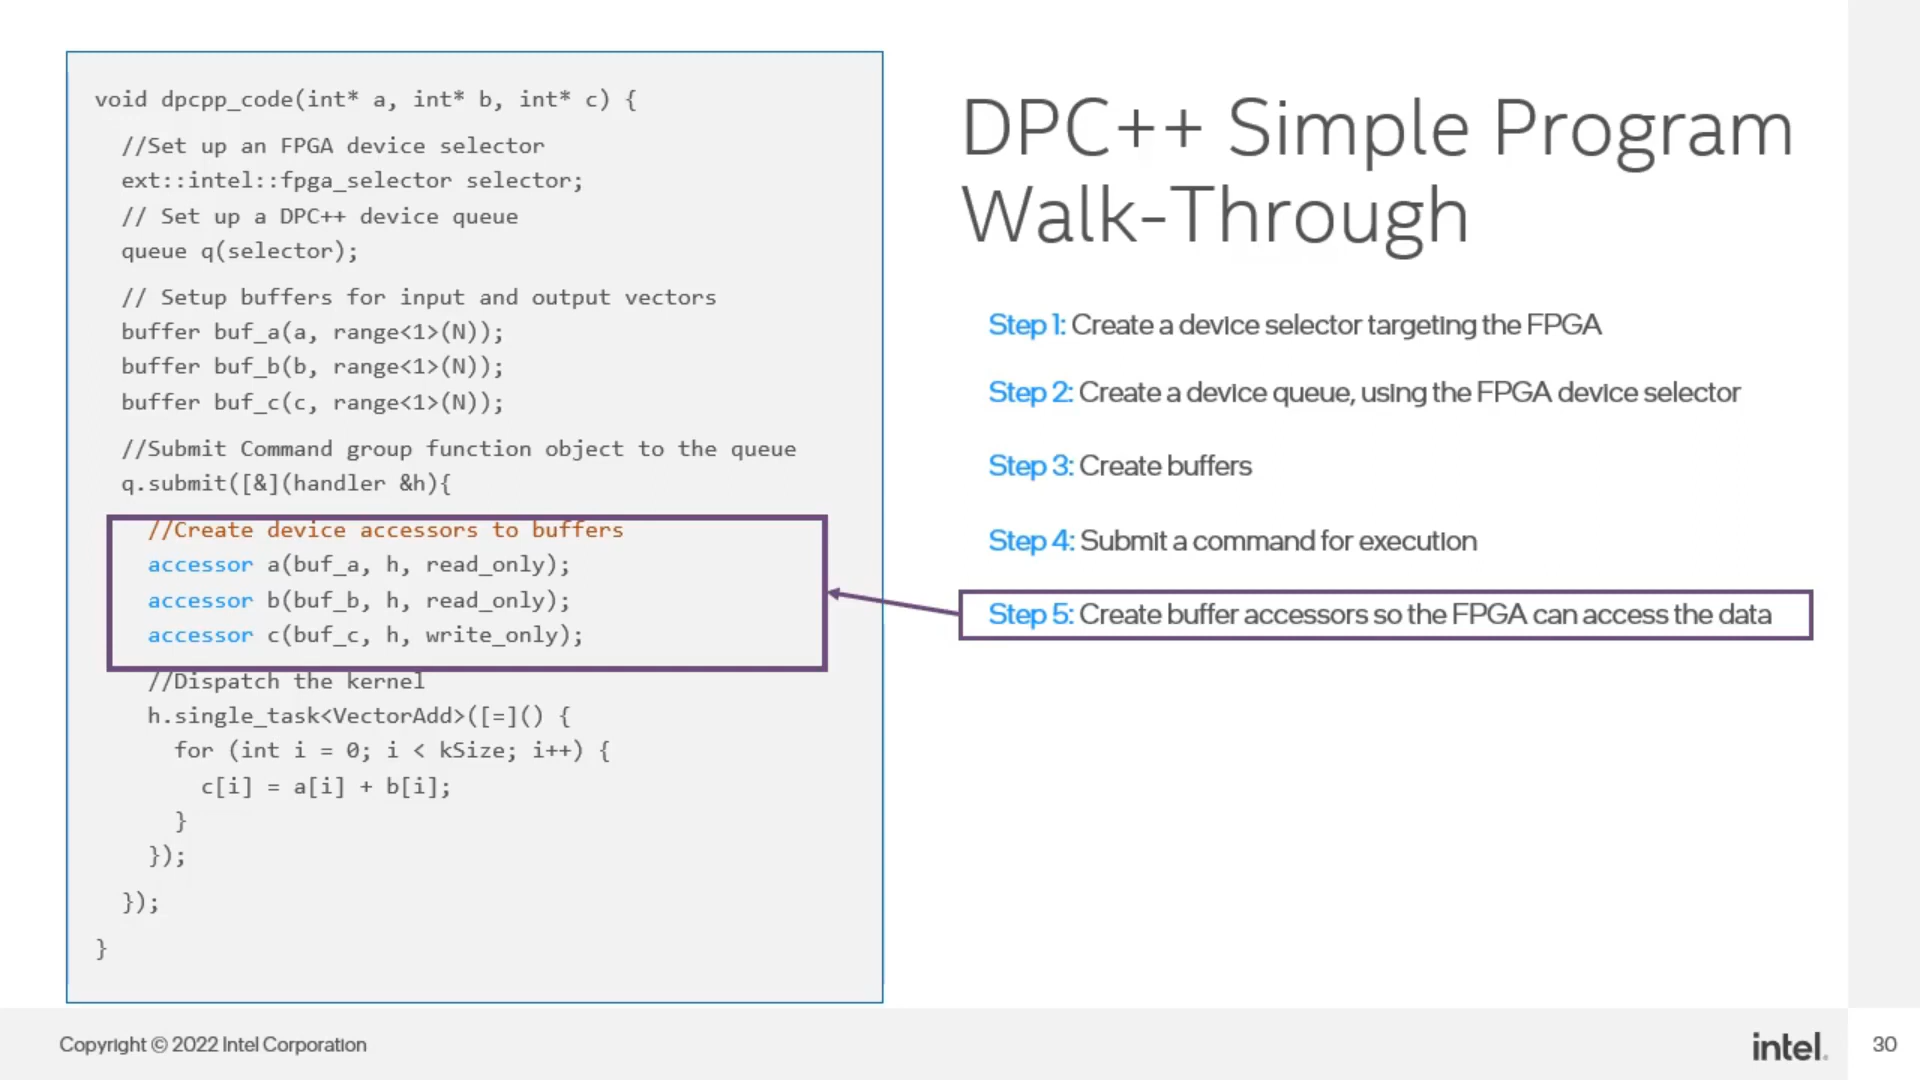 void dpcpp_code(int* a, int* b, int* c) {
//Set up an FPGA device selector
ext::intel::fpga_selector selector;
// Set up a DPC++ device queue
queue q(selector);
// Setup buffers for input and output vectors
buffer buf_a(a, range<1>(N));
buffer buf_b(b, range<1>(N));
buffer buf_c(c, range<1>(N));
//Submit Command group function object to the queue
q.submit([&](handler &h){
//Create device accessors to buffers
accessor a(buf_a, h, read_only);
accessor b(buf_b, h, read_only);
accessor c(buf_c, h, write_only);
//Dispatch the kernel
h.single_task<VectorAdd>([=]() {
for (int i = 0; i < kSize; i++) {
c[i] = a[i] + b[i];
}
});
});
}
DPC++ Simple Program
Walk-Through
Step 1: Create a device selector targeting the FPGA
Step 2: Create a device queue, using the FPGA device selector
Step 3: Create buffers
Step 4: Submit a command for execution
Step 5: Create buffer accessors so the FPGA can access the data
Copyright © 2022 Intel Corporation
intel.
30